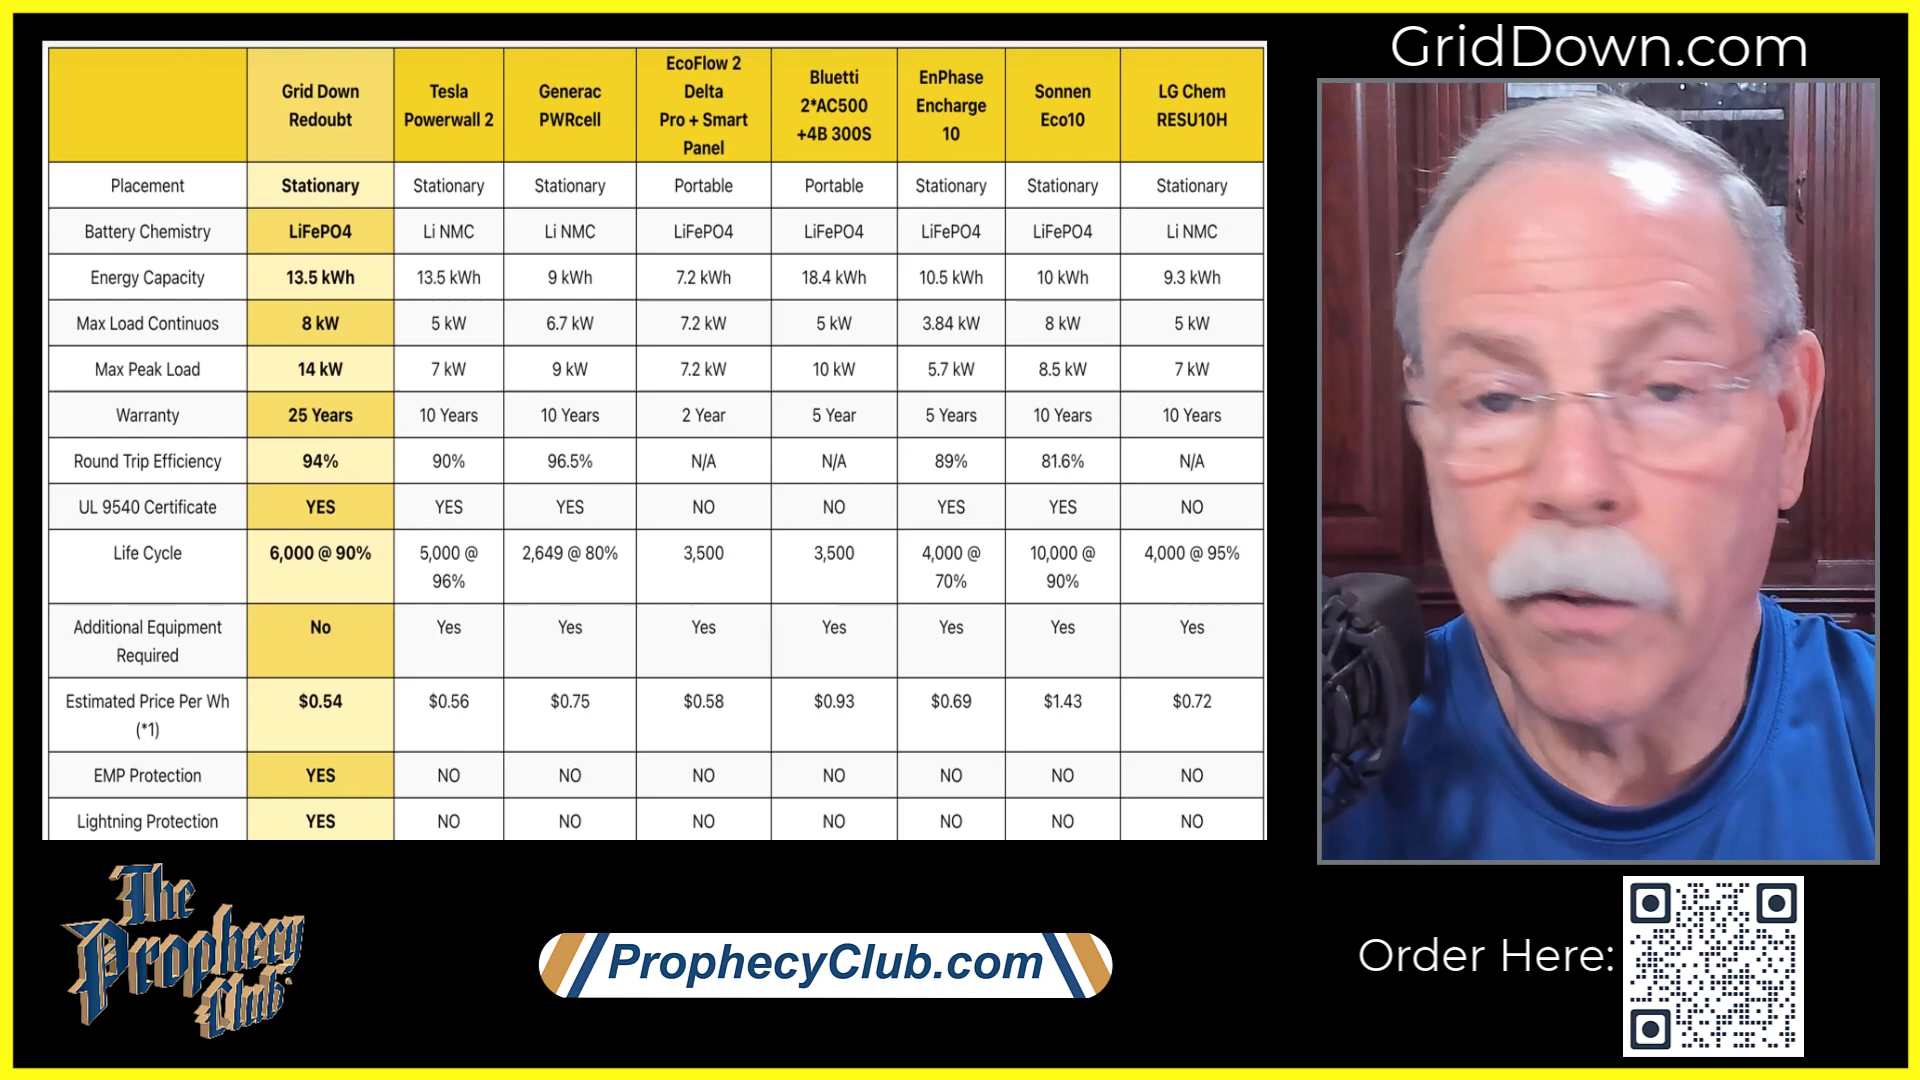 GridDown.com
Grid Down Redoubt
Tesla Powerwall 2
Generac PWRcell
EcoFlow 2 Delta Pro + Smart Panel
Bluetti 2*AC500 +4B 300S
EnPhase Encharge 10
Sonnen Eco10
LG Chem RESU10H
Placement Stationary Stationary Stationary Portable Portable Stationary Stationary Stationary
Battery Chemistry LiFePO4 Li NMC Li NMC LiFePO4 LiFePO4 LiFePO4 LiFePO4 Li NMC
Energy Capacity 13.5 kWh 13.5 kWh 9 kWh 7.2 kWh 18.4 kWh 10.5 kWh 10 kWh 9.3 kWh
Max Load Continuos 8 kW 5 kW 6.7 kW 7.2 kW 5 kW 3.84 kW 8 kW 5 kW
Max Peak Load 14 kW 7 kW 9 kW 7.2 kW 10 kW 5.7 kW 8.5 kW 7 kW
Warranty 25 Years 10 Years 10 Years 2 Year 5 Year 5 Years 10 Years 10 Years
Round Trip Efficiency 94% 90% 96.5% N/A N/A 89% 81.6% N/A
UL 9540 Certificate YES YES YES NO NO YES YES NO
Life Cycle 6,000 @ 90% 5,000 @ 96% 2,649 @ 80% 3,500 3,500 4,000 @ 70% 10,000 @ 90% 4,000 @ 95%
Additional Equipment Required No Yes Yes Yes Yes Yes Yes Yes
Estimated Price Per Wh (*1) $0.54 $0.56 $0.75 $0.58 $0.93 $0.69 $1.43 $0.72
EMP Protection YES NO NO NO NO NO NO NO
Lightning Protection YES NO NO NO NO NO NO NO
The
Prophecy
Club
ProphecyClub.com
Order Here: